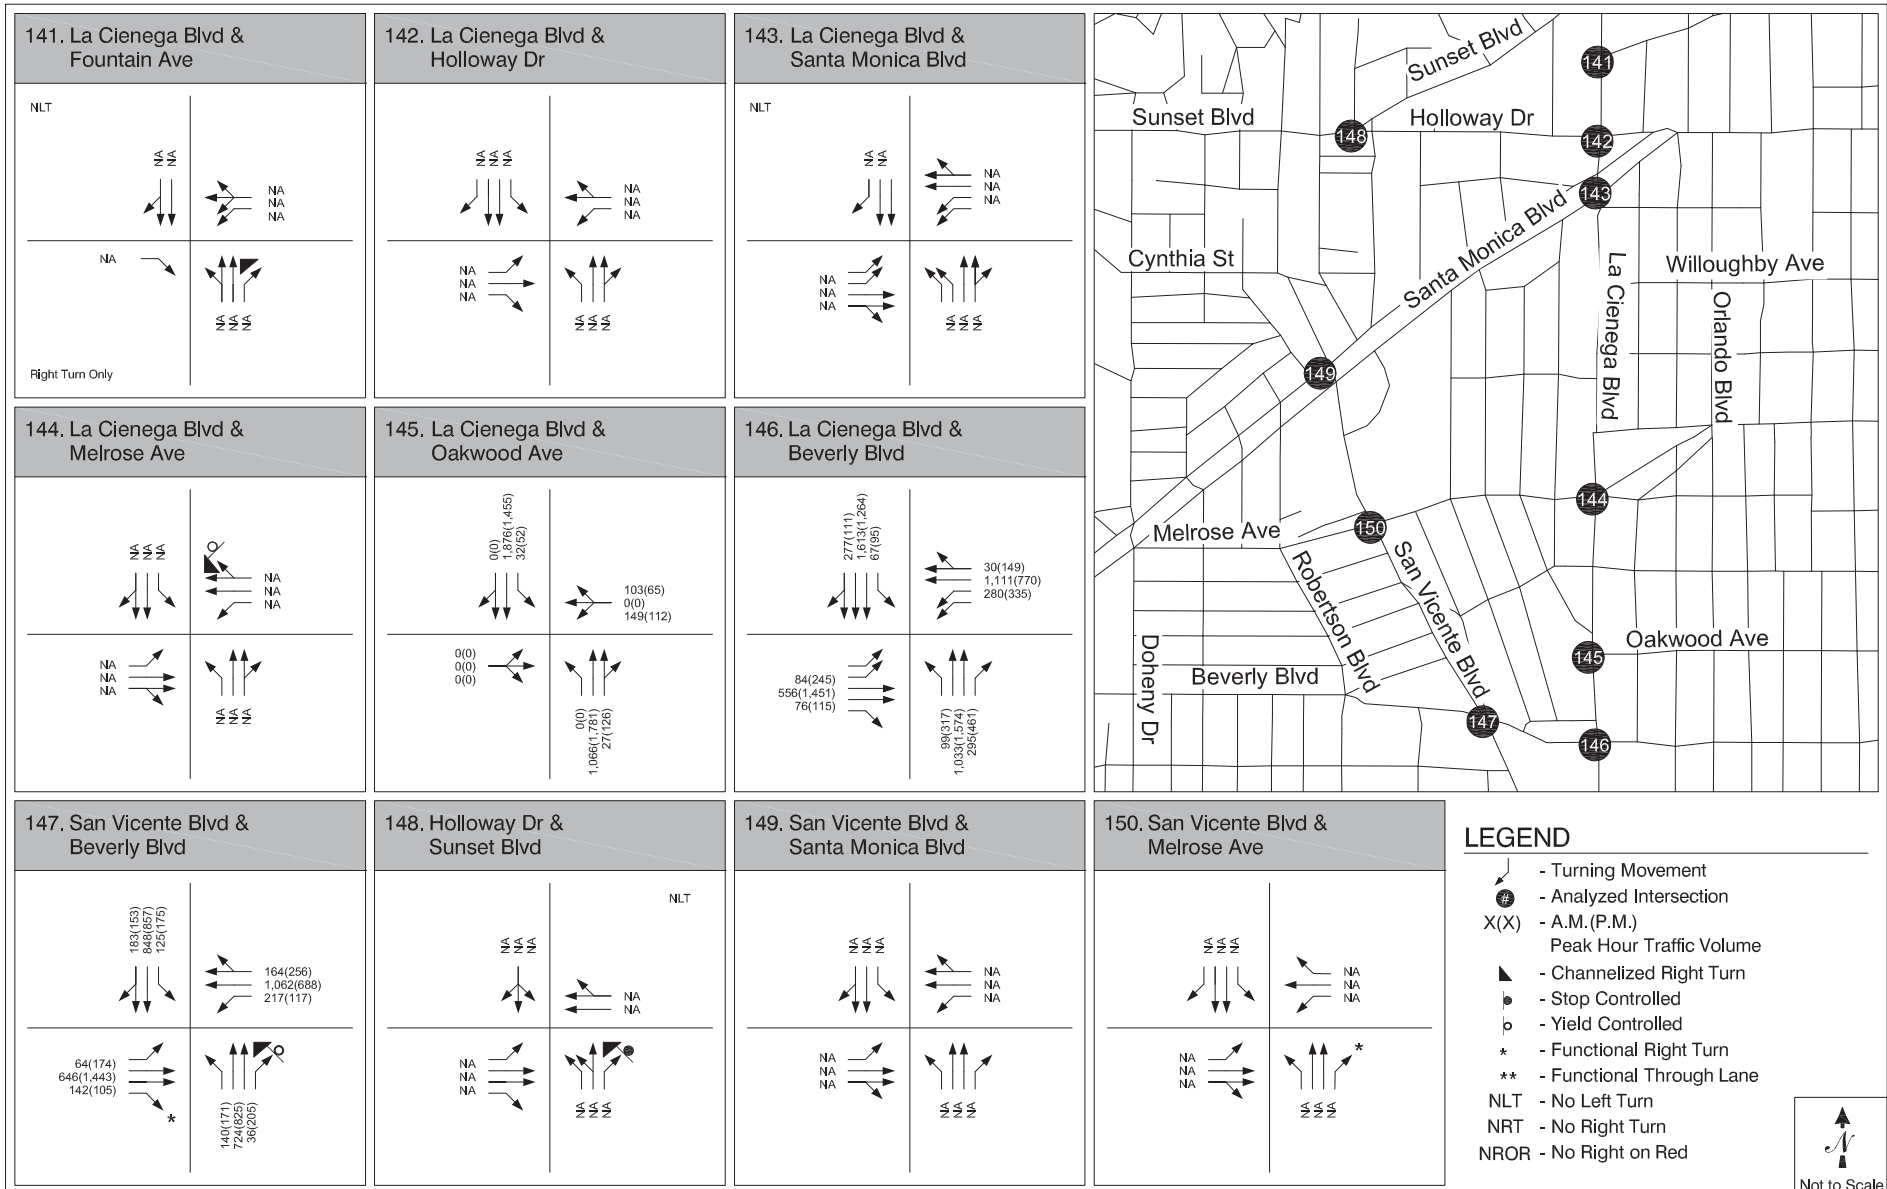 141. La Cienega Blvd &
Fountain Ave
NLT
NA
NA
NA
NA
NA
NA
NA
NA
NA
Right Turn Only
142. La Cienega Blvd &
Holloway Dr
NA
NA
NA
NA
NA
NA
NA
NA
NA
NA
NA
NA
143. La Cienega Blvd &
Santa Monica Blvd
NLT
NA
NA
NA
NA
NA
NA
NA
NA
NA
NA
NA
144. La Cienega Blvd &
Melrose Ave
NA
NA
NA
NA
NA
NA
NA
NA
NA
NA
NA
NA
145. La Cienega Blvd &
Oakwood Ave
0(0)
1,876(1,455)
32(52)
103(65)
0(0)
149(112)
0(0)
0(0)
0(0)
0(0)
1,066(1,781)
27(126)
146. La Cienega Blvd &
Beverly Blvd
277(111)
1,613(1,264)
67(95)
30(149)
1,111(770)
280(335)
84(245)
556(1,451)
76(115)
99(317)
1,033(1,574)
295(461)
147. San Vicente Blvd &
Beverly Blvd
183(153)
848(857)
125(175)
164(256)
1,062(688)
217(117)
64(174)
646(1,443)
142(105)
*
140(171)
724(825)
36(205)
148. Holloway Dr &
Sunset Blvd
NLT
NA
NA
NA
NA
NA
NA
NA
NA
NA
NA
NA
149. San Vicente Blvd &
Santa Monica Blvd
NA
NA
NA
NA
NA
NA
NA
NA
NA
NA
NA
NA
150. San Vicente Blvd &
Melrose Ave
NA
NA
NA
NA
NA
NA
NA
NA
NA
*
NA
NA
NA
Sunset Blvd
141
Sunset Blvd
148
Holloway Dr
142
143
Santa Monica Blvd
Cynthia St
La Cienega Blvd
Willoughby Ave
Orlando Blvd
149
144
Melrose Ave
150
Robertson Blvd
San Vicente Blvd
Doheny Dr
145
Oakwood Ave
Beverly Blvd
147
146
LEGEND
- Turning Movement
# - Analyzed Intersection
X(X) - A.M.(P.M.)
Peak Hour Traffic Volume
- Channelized Right Turn
- Stop Controlled
- Yield Controlled
* - Functional Right Turn
** - Functional Through Lane
NLT - No Left Turn
NRT - No Right Turn
NROR - No Right on Red
N
Not to Scale